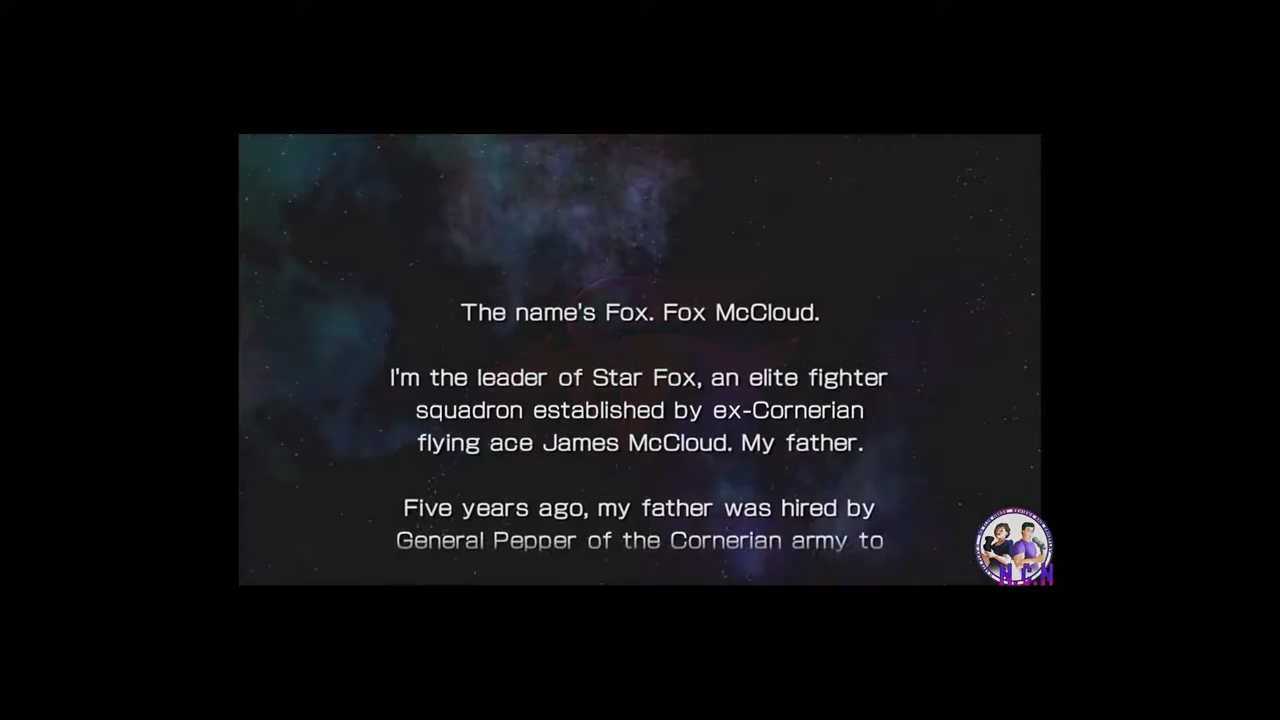 The name's Fox. Fox McCloud.
I'm the leader of Star Fox, an elite fighter
squadron established by ex-Cornerian
flying ace James McCloud. My father.
Five years ago, my father was hired by
General Pepper of the Cornerian army to
N.C.N